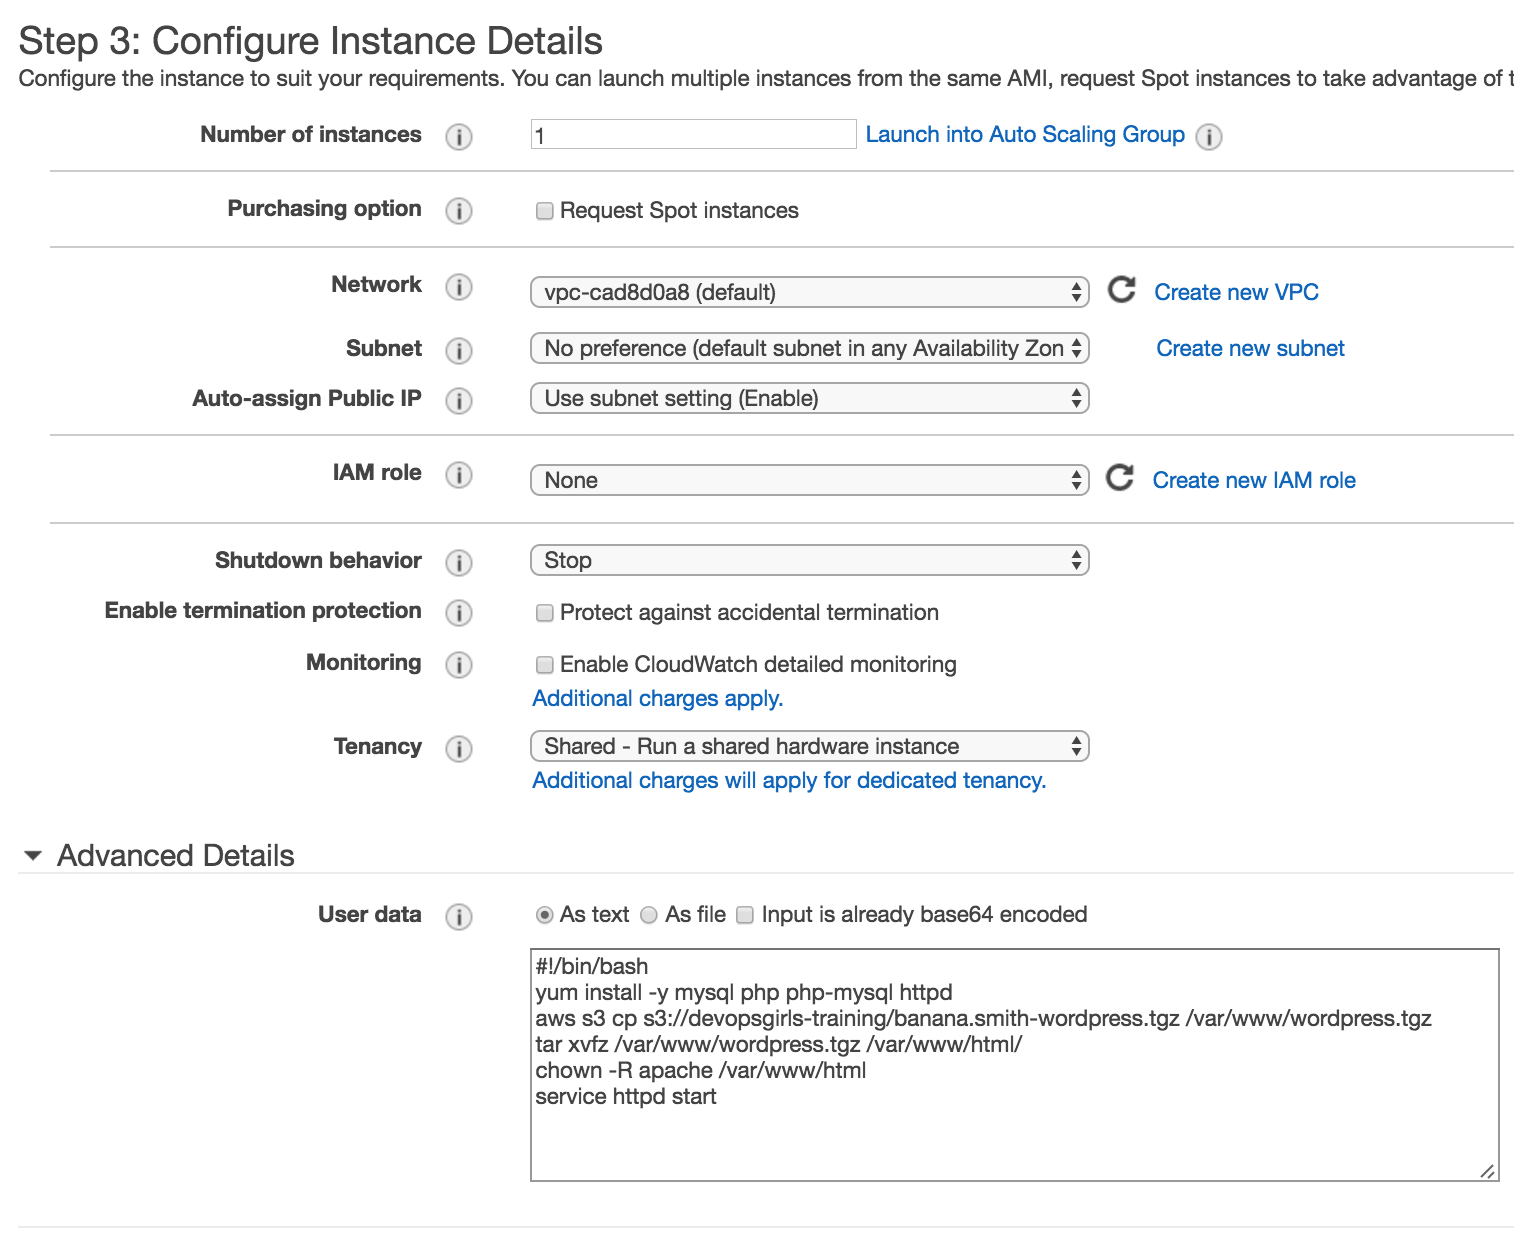 Step 3: Configure Instance Details
Configure the instance to suit your requirements. You can launch multiple instances from the same AMI, request Spot instances to take advantage of t
Number of instances 1 Launch into Auto Scaling Group
Purchasing option Request Spot instances
Network vpc-cad8d0a8 (default) Create new VPC
Subnet No preference (default subnet in any Availability Zon Create new subnet
Auto-assign Public IP Use subnet setting (Enable)
IAM role None Create new IAM role
Shutdown behavior Stop
Enable termination protection Protect against accidental termination
Monitoring Enable CloudWatch detailed monitoring
Additional charges apply.
Tenancy Shared - Run a shared hardware instance
Additional charges will apply for dedicated tenancy.
Advanced Details
User data As text As file Input is already base64 encoded
#!/bin/bash
yum install -y mysql php php-mysql httpd
aws s3 cp s3://devopsgirls-training/banana.smith-wordpress.tgz /var/www/wordpress.tgz
tar xvfz /var/www/wordpress.tgz /var/www/html/
chown -R apache /var/www/html
service httpd start